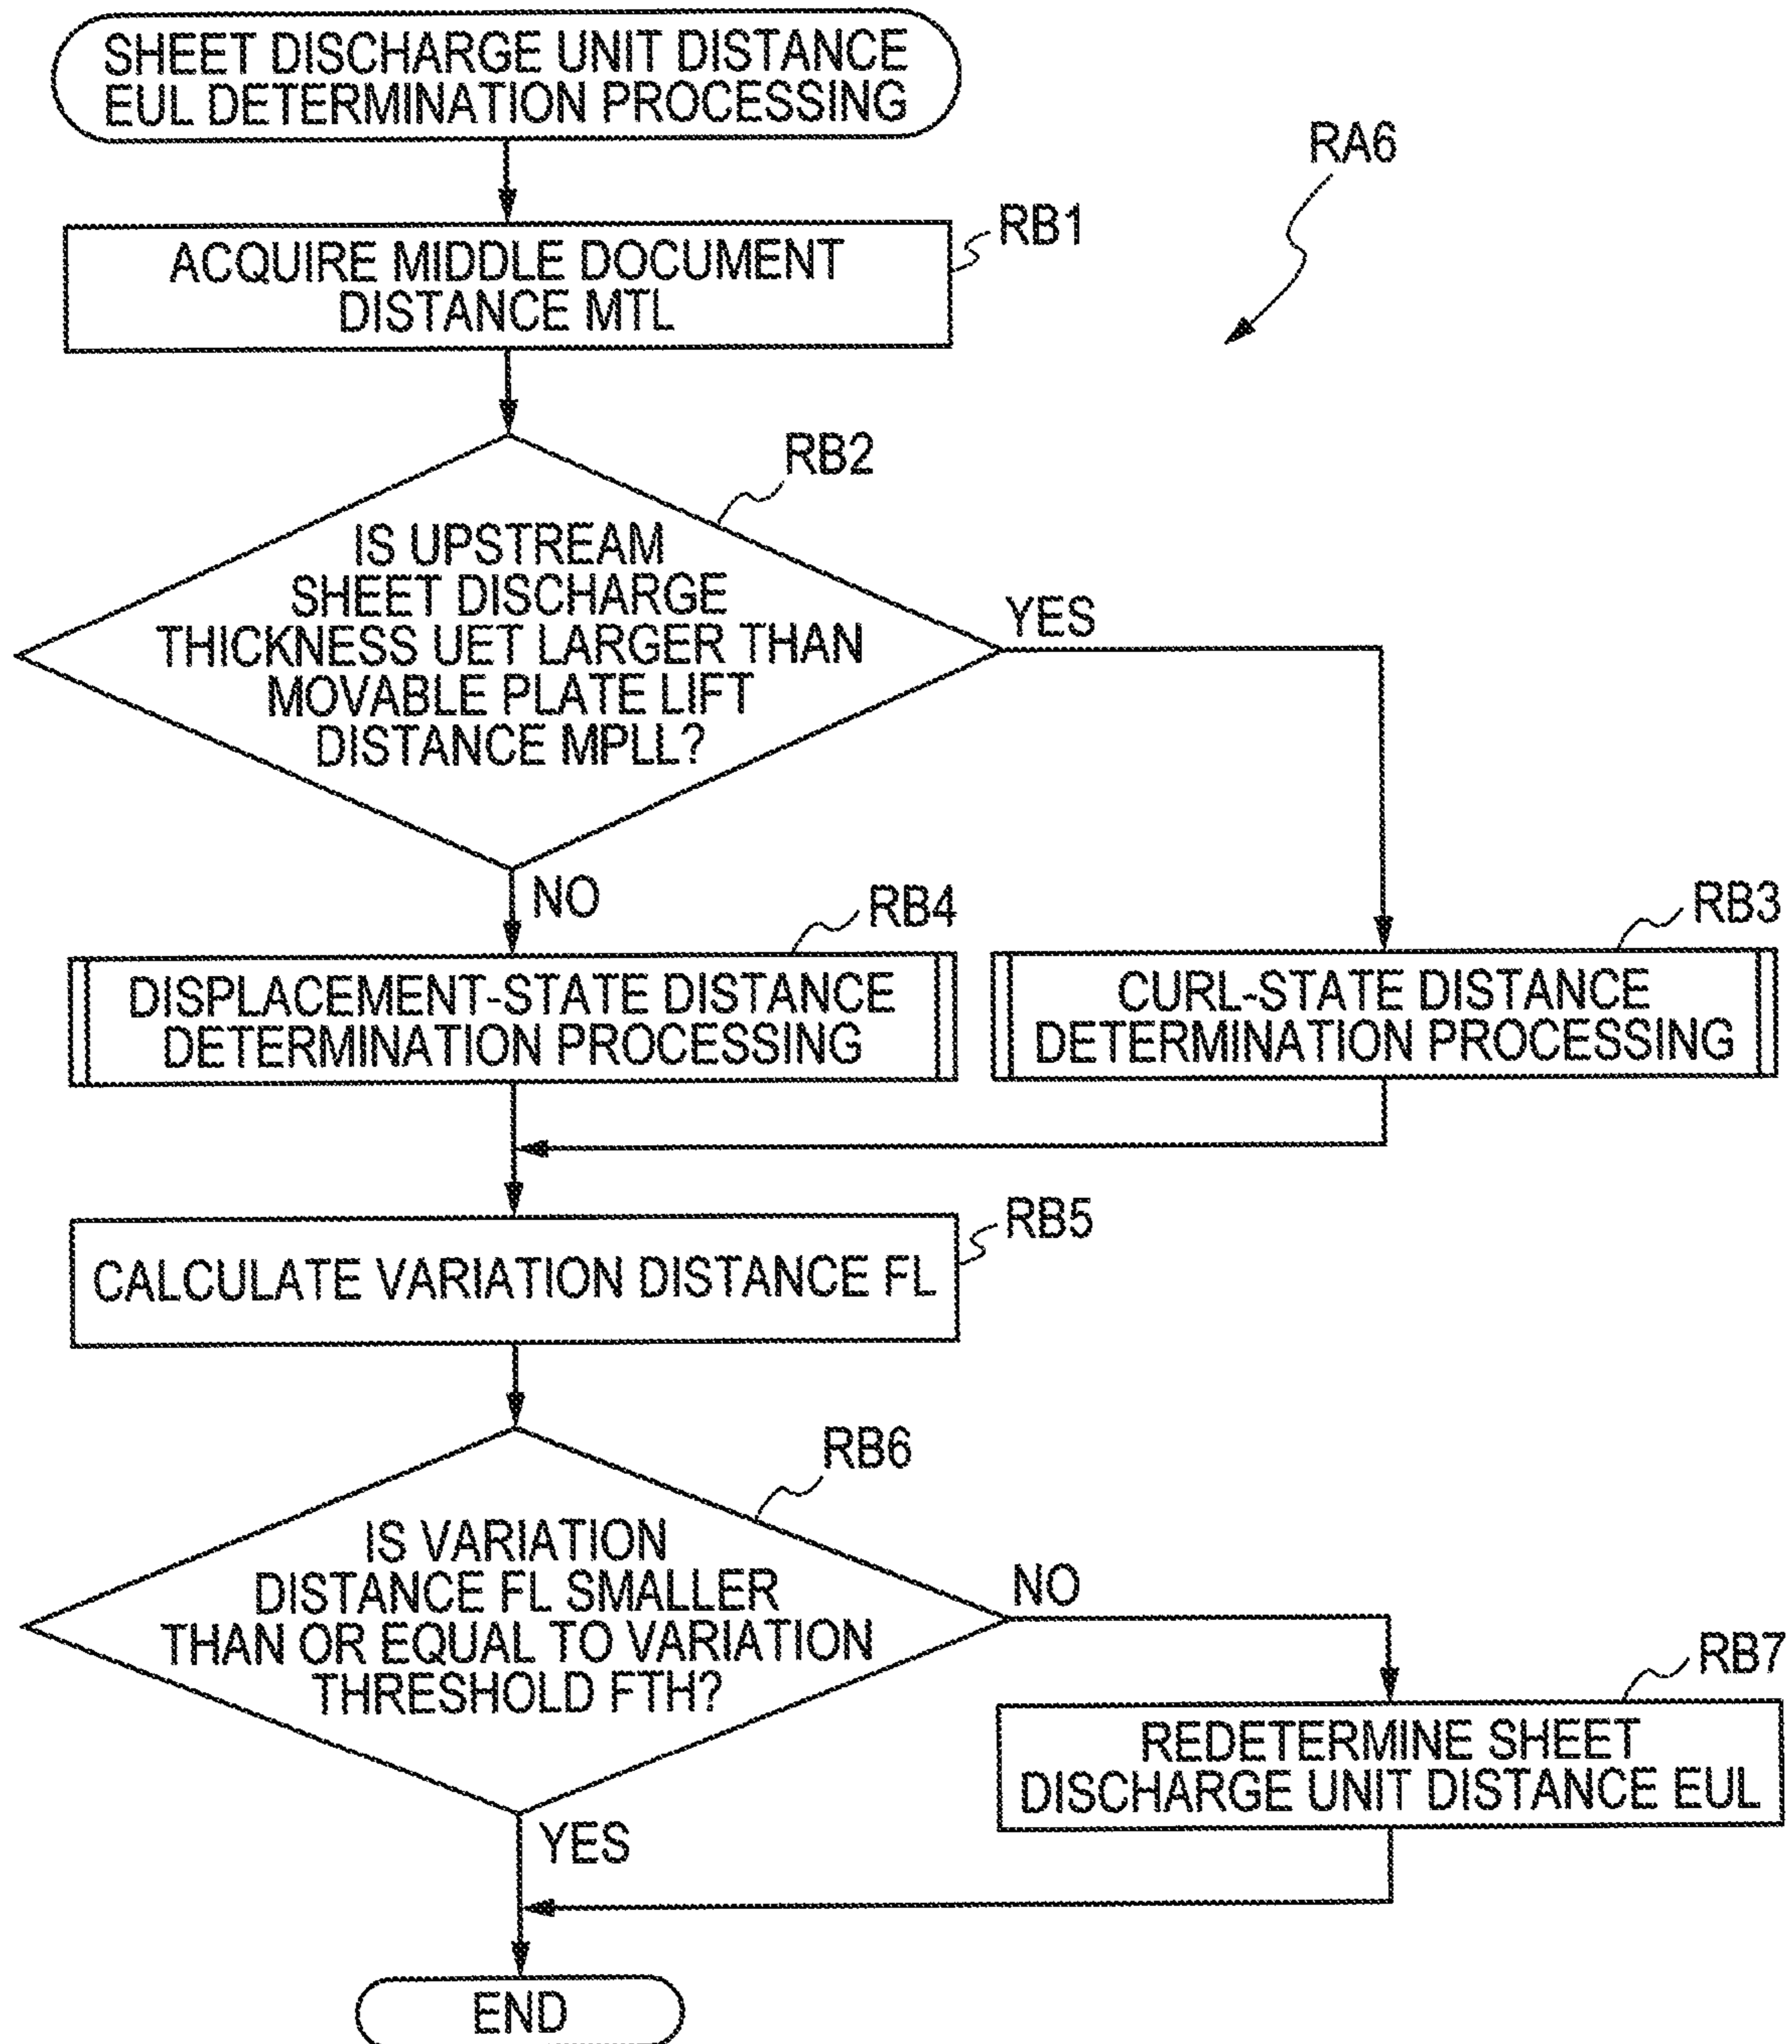 SHEET DISCHARGE UNIT DISTANCE
EUL DETERMINATION PROCESSING
RA6
RB1
ACQUIRE MIDDLE DOCUMENT
DISTANCE MTL
RB2
IS UPSTREAM
SHEET DISCHARGE
THICKNESS UET LARGER THAN
MOVABLE PLATE LIFT
DISTANCE MPLL?
YES
NO
RB4
DISPLACEMENT-STATE DISTANCE
DETERMINATION PROCESSING
RB3
CURL-STATE DISTANCE
DETERMINATION PROCESSING
RB5
CALCULATE VARIATION DISTANCE FL
RB6
IS VARIATION
DISTANCE FL SMALLER
THAN OR EQUAL TO VARIATION
THRESHOLD FTH?
NO
RB7
REDETERMINE SHEET
DISCHARGE UNIT DISTANCE EUL
YES
END